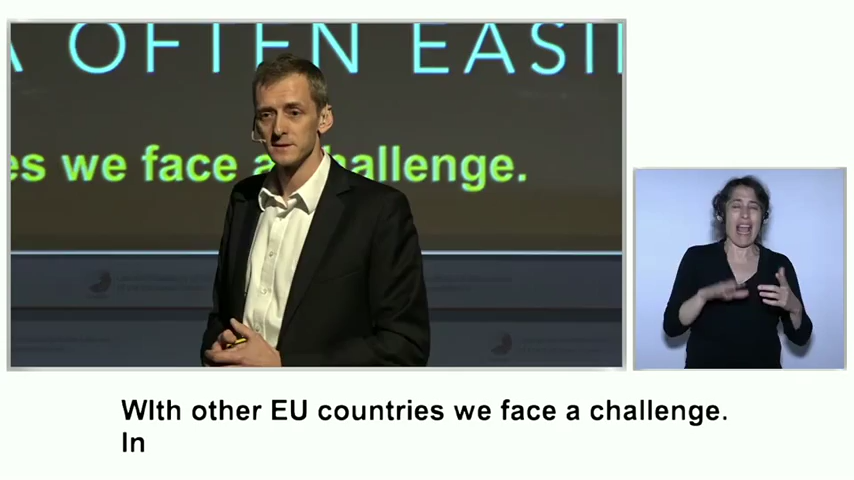 A OFTEN EASI
es we face a challenge.
WIth other EU countries we face a challenge.
In